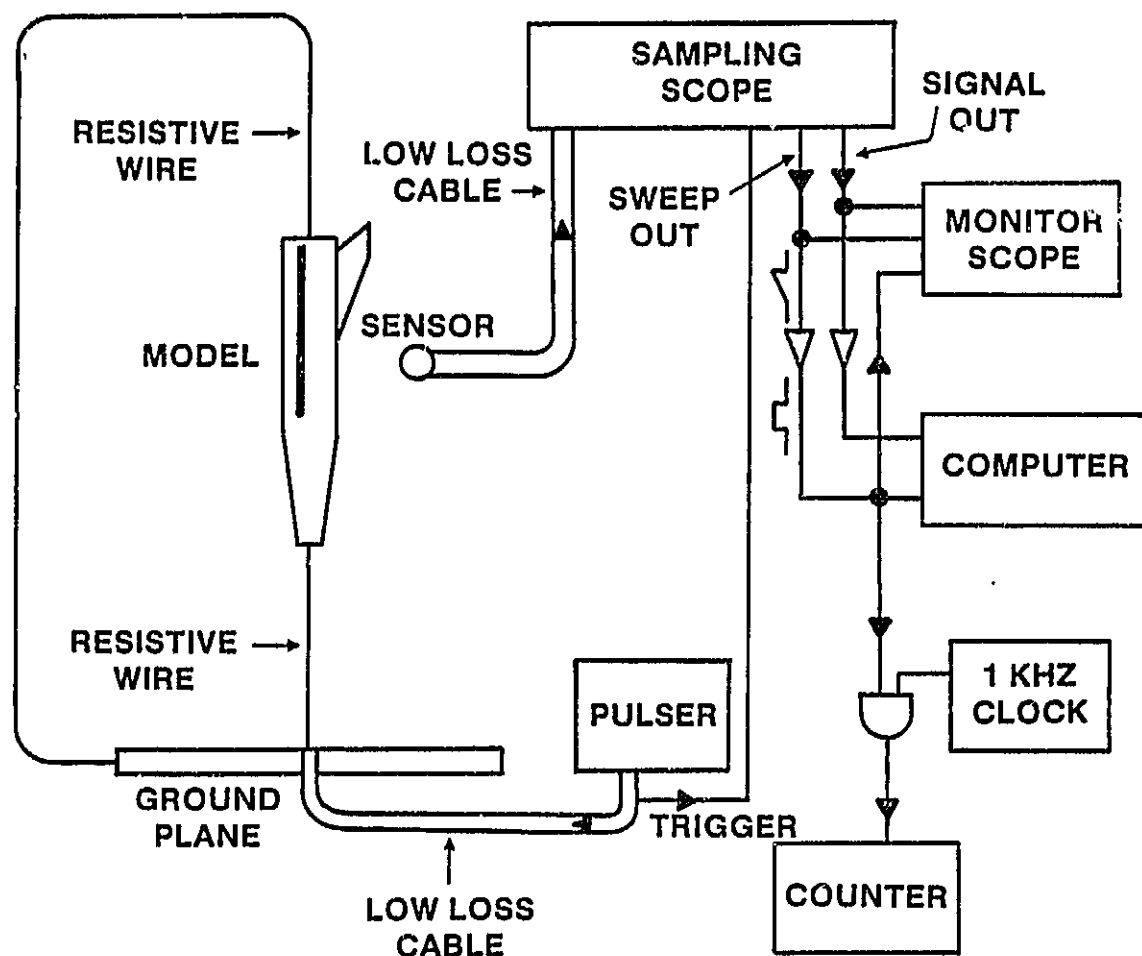 SAMPLING
SCOPE
SIGNAL
OUT
RESISTIVE
WIRE
LOW LOSS
CABLE
SWEEP
OUT
MONITOR
SCOPE
SENSOR
MODEL
COMPUTER
RESISTIVE
WIRE
PULSER
1 KHZ
CLOCK
GROUND
PLANE
TRIGGER
LOW LOSS
CABLE
COUNTER